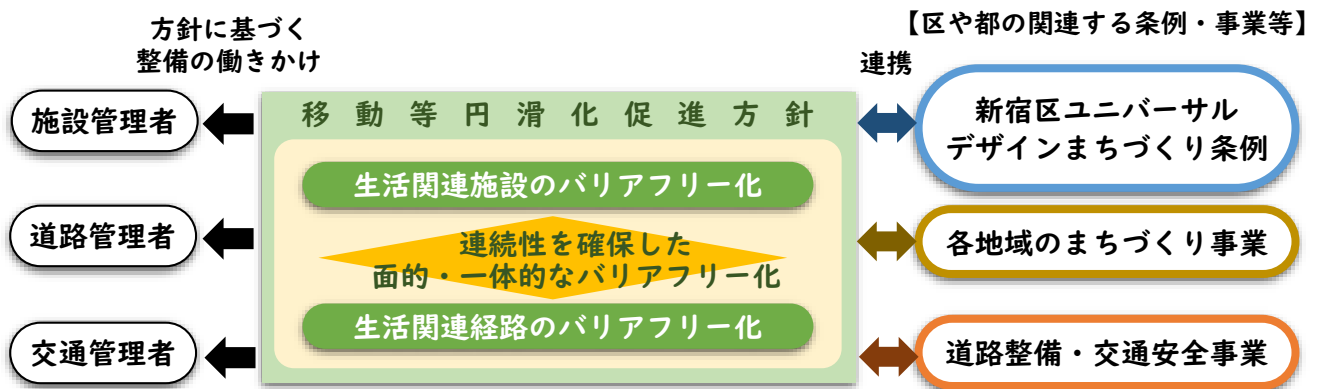 方針に基づく
整備の働きかけ
【区や都の関連する条例・事業等】
連携
施設管理者
道路管理者
交通管理者
移動等円滑化促進方針
生活関連施設のバリアフリー化
連続性を確保した
面的・一体的なバリアフリー化
生活関連経路のバリアフリー化
新宿区ユニバーサル
デザインまちづくり条例
各地域のまちづくり事業
道路整備・交通安全事業